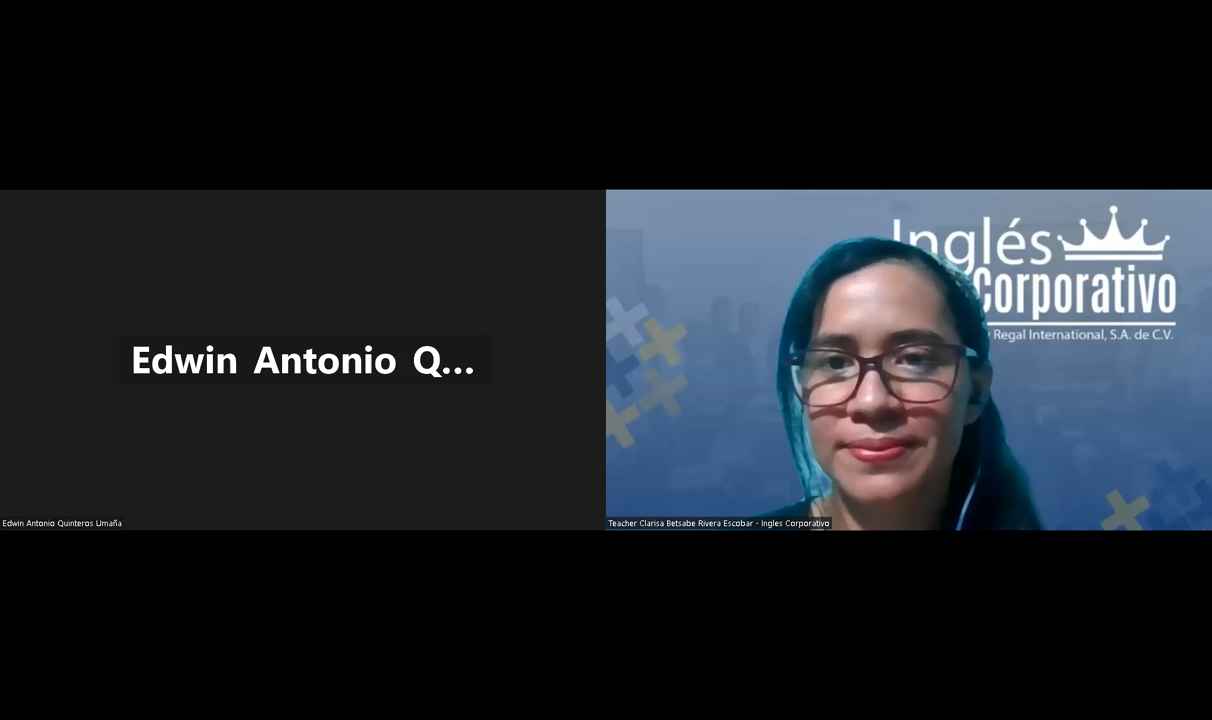 Edwin Antonio Q...
Edwin Antonio Quinteros Umaña
Inglés
Corporativo
y Regal International, S.A. de C.V.
Teacher Clarisa Betsabe Rivera Escobar - Ingles Corporativo